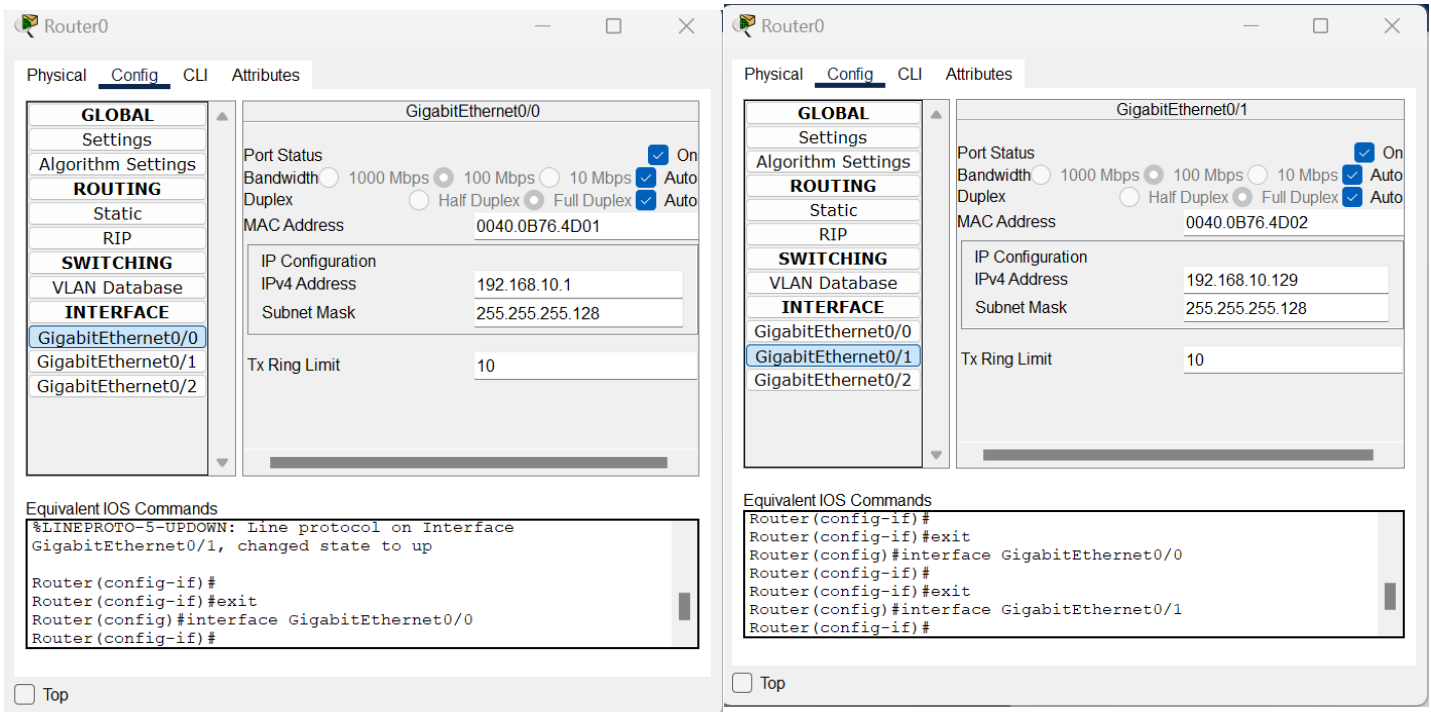 Router0
Physical Config CLI Attributes
GLOBAL
Settings
Algorithm Settings
ROUTING
Static
RIP
SWITCHING
VLAN Database
INTERFACE
GigabitEthernet0/0
GigabitEthernet0/1
GigabitEthernet0/2
GigabitEthernet0/0
Port Status On
Bandwidth 1000 Mbps 100 Mbps 10 Mbps Auto
Duplex Half Duplex Full Duplex Auto
MAC Address 0040.0B76.4D01
IP Configuration
IPv4 Address 192.168.10.1
Subnet Mask 255.255.255.128
Tx Ring Limit 10
Equivalent IOS Commands
%LINEPROTO-5-UPDOWN: Line protocol on Interface
GigabitEthernet0/1, changed state to up
Router(config-if)#
Router(config-if)#exit
Router(config)#interface GigabitEthernet0/0
Router(config-if)#
Top
Router0
Physical Config CLI Attributes
GLOBAL
Settings
Algorithm Settings
ROUTING
Static
RIP
SWITCHING
VLAN Database
INTERFACE
GigabitEthernet0/0
GigabitEthernet0/1
GigabitEthernet0/2
GigabitEthernet0/1
Port Status On
Bandwidth 1000 Mbps 100 Mbps 10 Mbps Auto
Duplex Half Duplex Full Duplex Auto
MAC Address 0040.0B76.4D02
IP Configuration
IPv4 Address 192.168.10.129
Subnet Mask 255.255.255.128
Tx Ring Limit 10
Equivalent IOS Commands
Router(config-if)#
Router(config-if)#exit
Router(config)#interface GigabitEthernet0/0
Router(config-if)#
Router(config-if)#exit
Router(config)#interface GigabitEthernet0/1
Router(config-if)#
Top